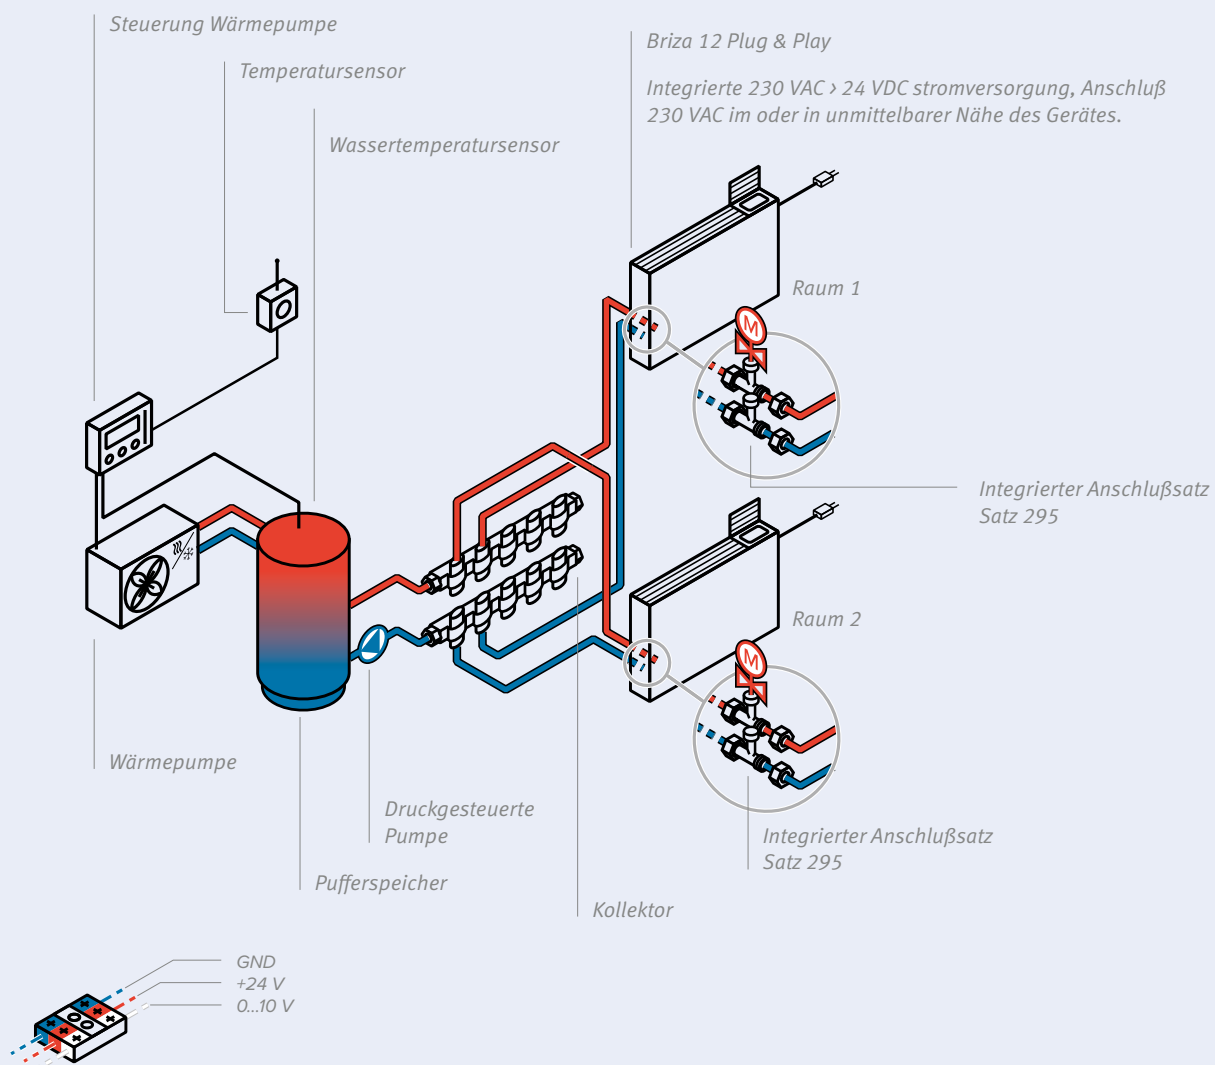 Steuerung Wärmepumpe
Temperatursensor
Wassertemperatursensor
Briza 12 Plug & Play
Integrierte 230 VAC > 24 VDC stromversorgung, Anschluß
230 VAC im oder in unmittelbarer Nähe des Gerätes.
Raum 1
M
Integrierter Anschlußsatz
Satz 295
Raum 2
M
Integrierter Anschlußsatz
Satz 295
Wärmepumpe
Druckgesteuerte
Pumpe
Pufferspeicher
Kollektor
GND
+24 V
0...10 V